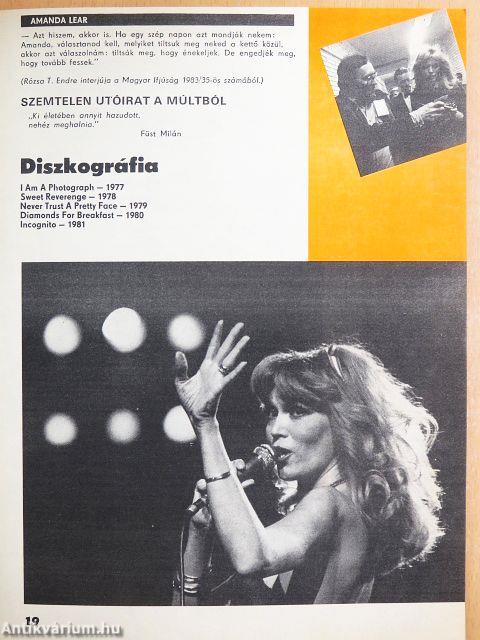 AMANDA LEAR
— Azt hiszem, akkor is. Ha egy szép napon azt mondják nekem:
Amanda, választanod kell, melyiket tiltsuk meg neked a kettő közül,
akkor azt válaszolnám: tiltsák meg, hogy énekeljek. De engedjék meg,
hogy tovább fessek."
(Rózsa T. Endre interjúja a Magyar Ifjúság 1983/35-ös számából.)
SZEMTELEN UTÓIRAT A MÚLTBÓL
„Ki életében annyit hazudott,
nehéz meghalnia."
Füst Milán
Diszkográfia
I Am A Photograph — 1977
Sweet Reverenge — 1978
Never Trust A Pretty Face — 1979
Diamonds For Breakfast — 1980
Incognito — 1981
19
Antikvárium.hu